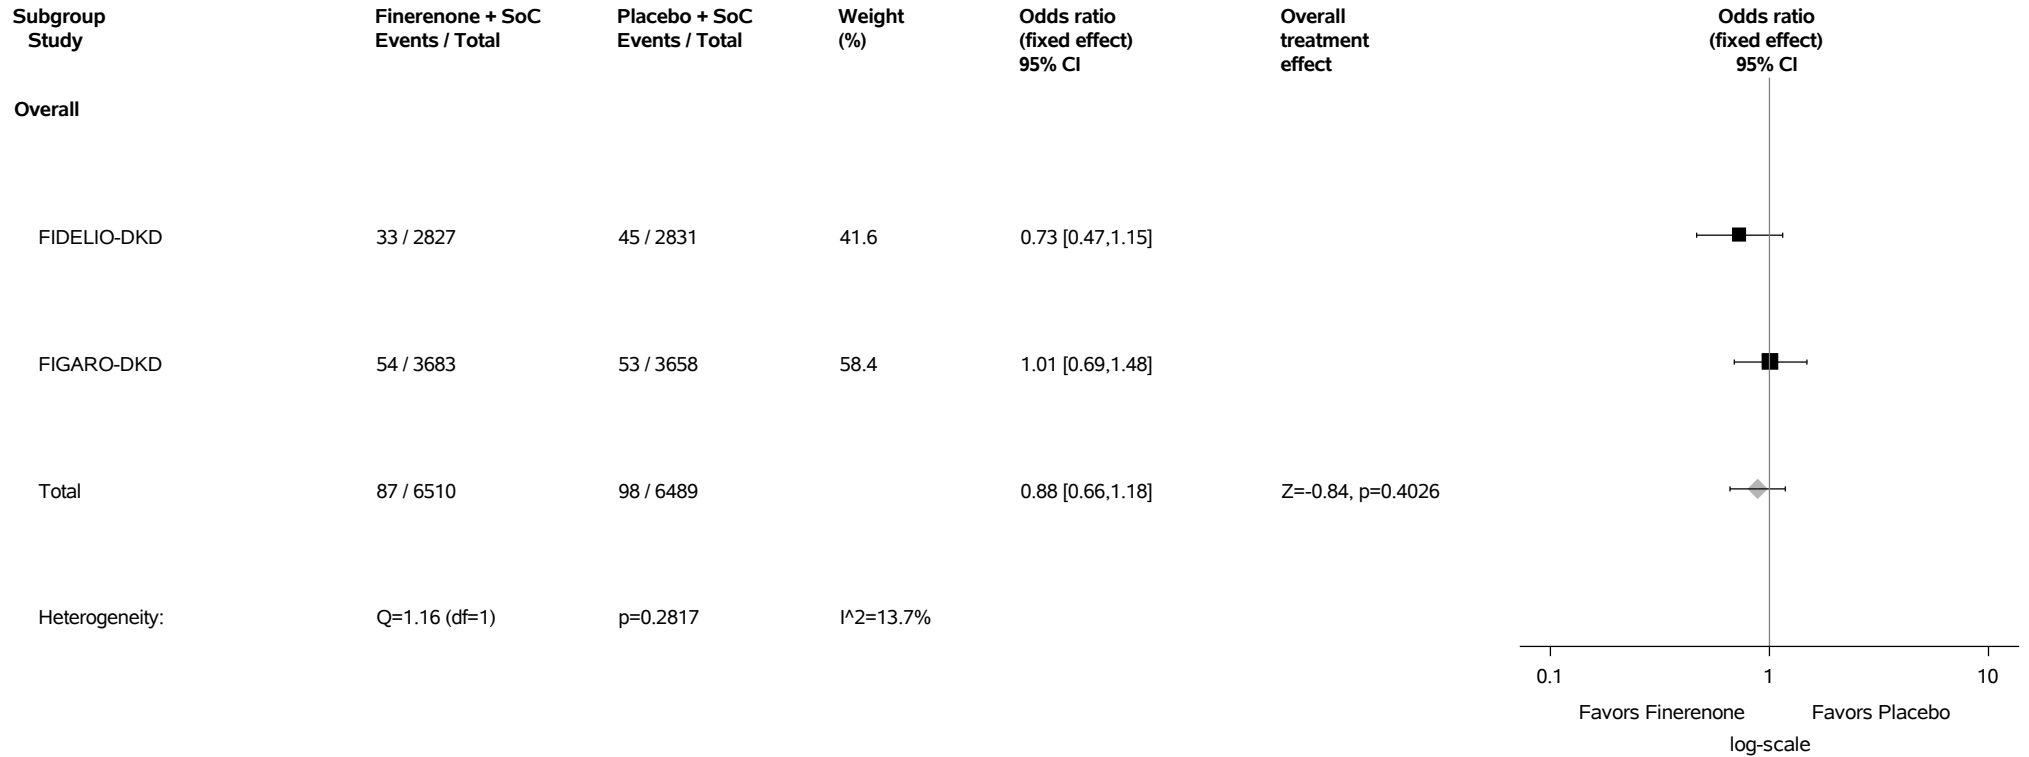 Subgroup Finerenone + SoC Placebo + SoC Weight Odds ratio Overall Odds ratio
Study Events / Total Events / Total (%) (fixed effect) treatment (fixed effect)
95% CI effect 95% CI
Overall
FIDELIO-DKD 33 / 2827 45 / 2831 41.6 0.73 [0.47,1.15]
FIGARO-DKD 54 / 3683 53 / 3658 58.4 1.01 [0.69,1.48]
Total 87 / 6510 98 / 6489 0.88 [0.66,1.18] Z=-0.84, p=0.4026
Heterogeneity: Q=1.16 (df=1) p=0.2817 I^2=13.7%
0.1 1 10
Favors Finerenone Favors Placebo
log-scale